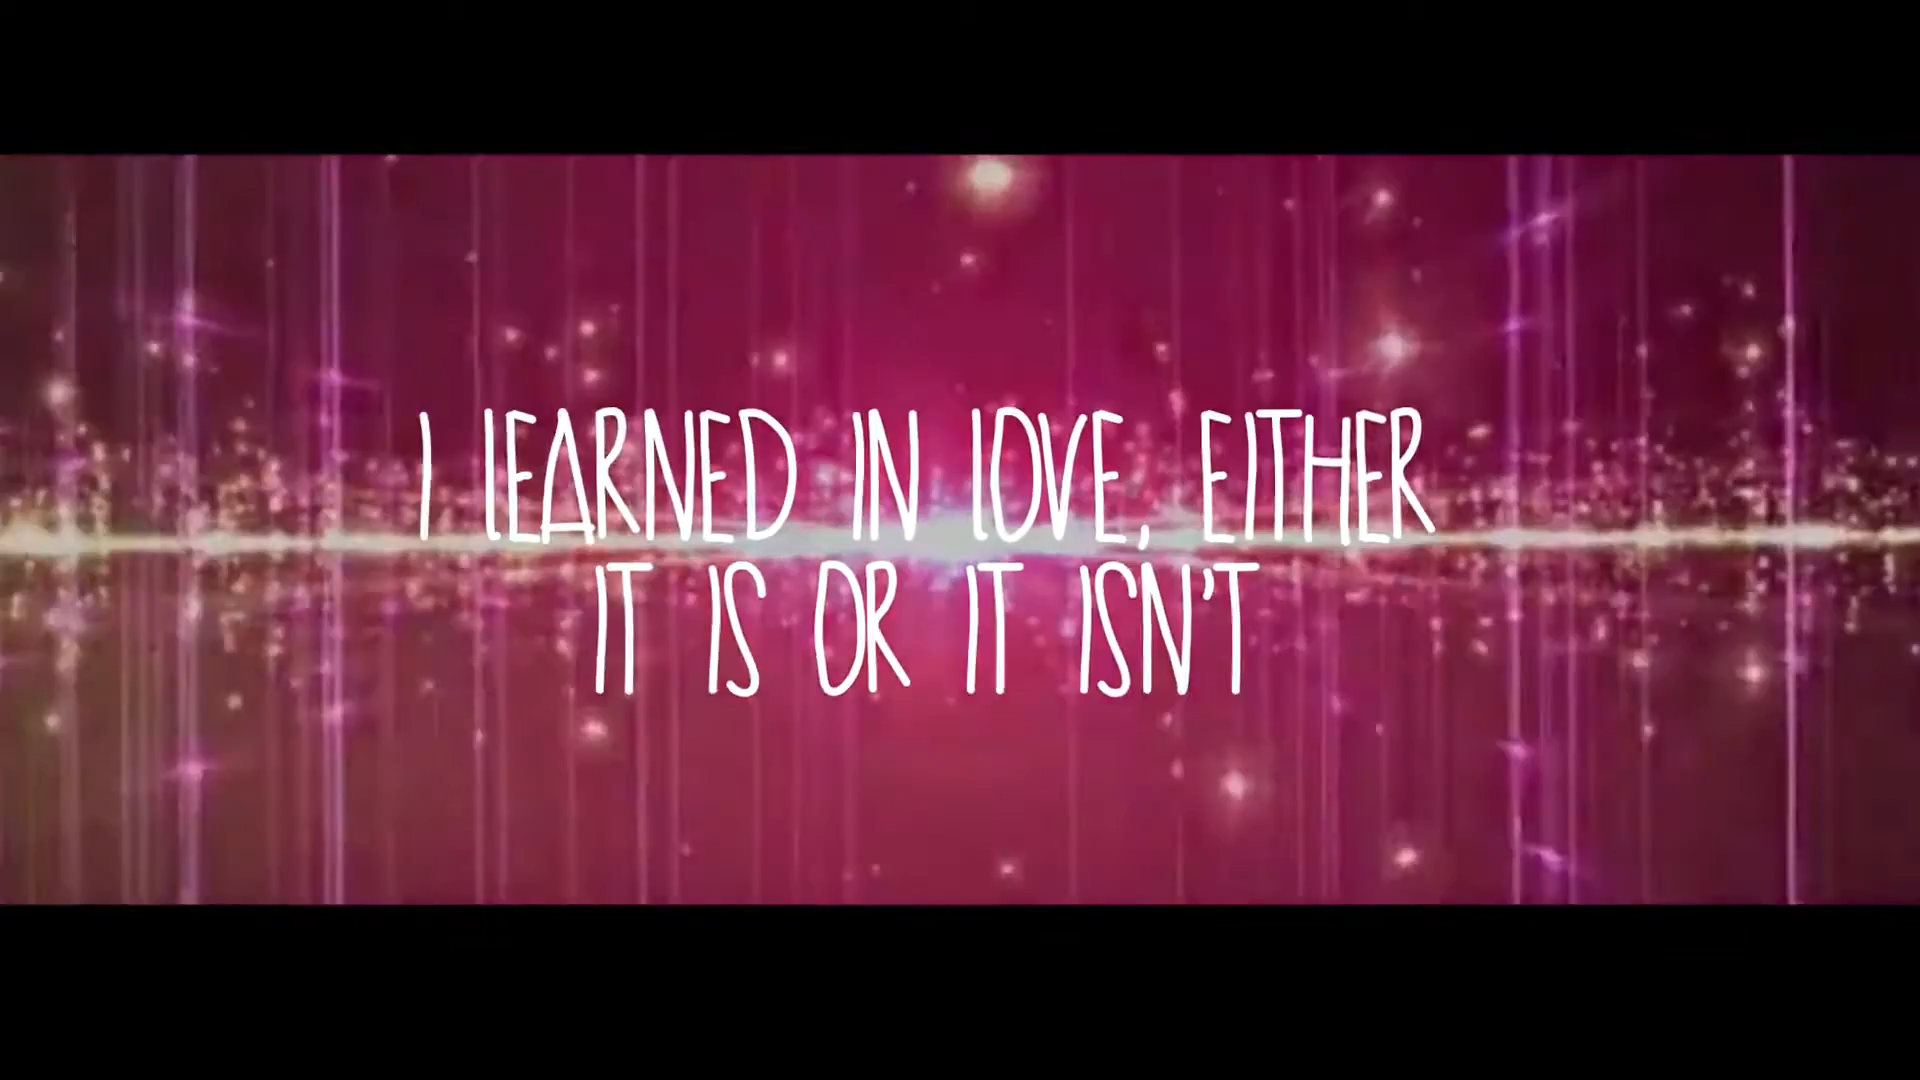 I LEARNED IN LOVE, EITHER
IT IS OR IT ISN'T